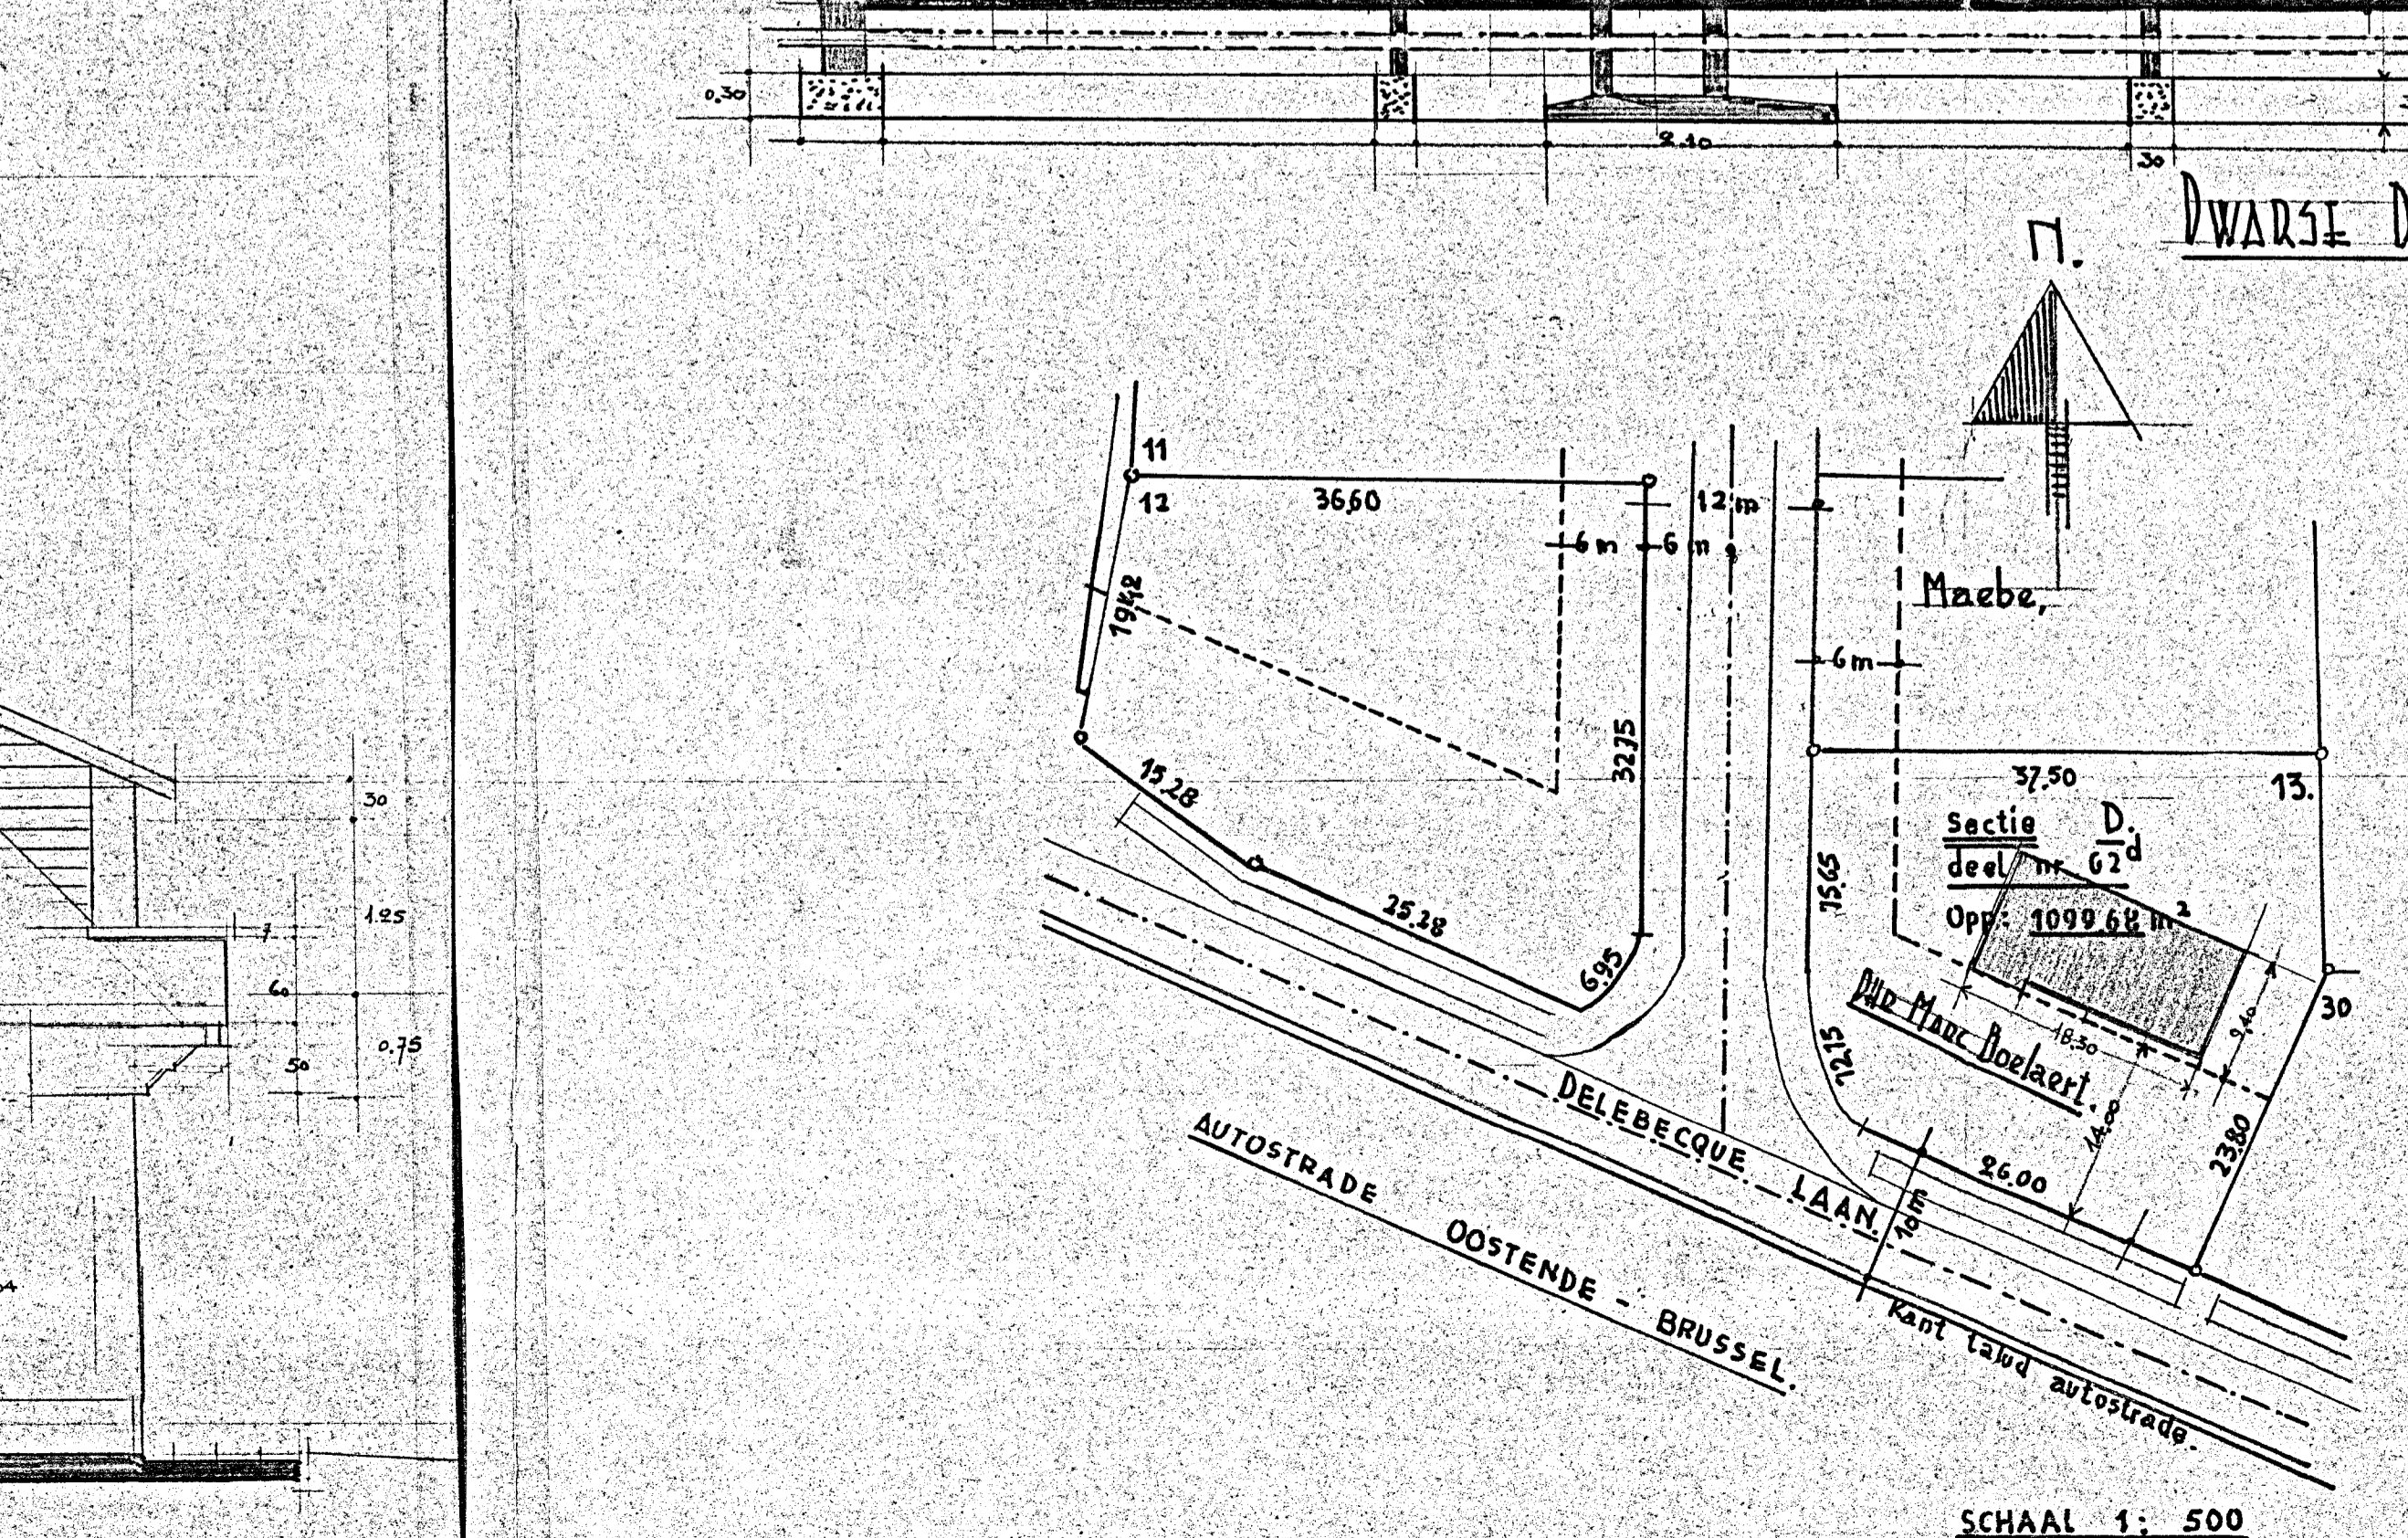 0.30
2.10
30
DWARSE D
N.
11
12
36,60
12 m
6 m
6 m
19,42
Maebe,
6 m
32,75
15,28
25,28
6,95
37,50
13.
Sectie D.
deel nr 62d
Opp: 1099.68 m²
15,65
12,15
Dhr Marc Boelaert.
18.30
9,40
30
14.00
23,80
26.00
10 m
DELEBECQUE LAAN.
AUTOSTRADE OOSTENDE - BRUSSEL.
Kant talud autostrade.
SCHAAL 1: 500
30
1.25
7
60
0.75
50